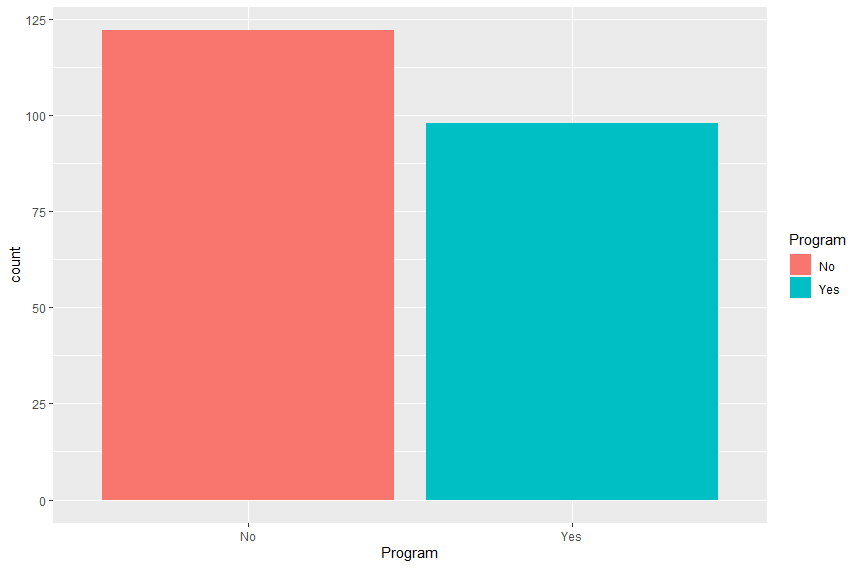 125
100
75
50
25
0
count
No
Yes
Program
Program
No
Yes